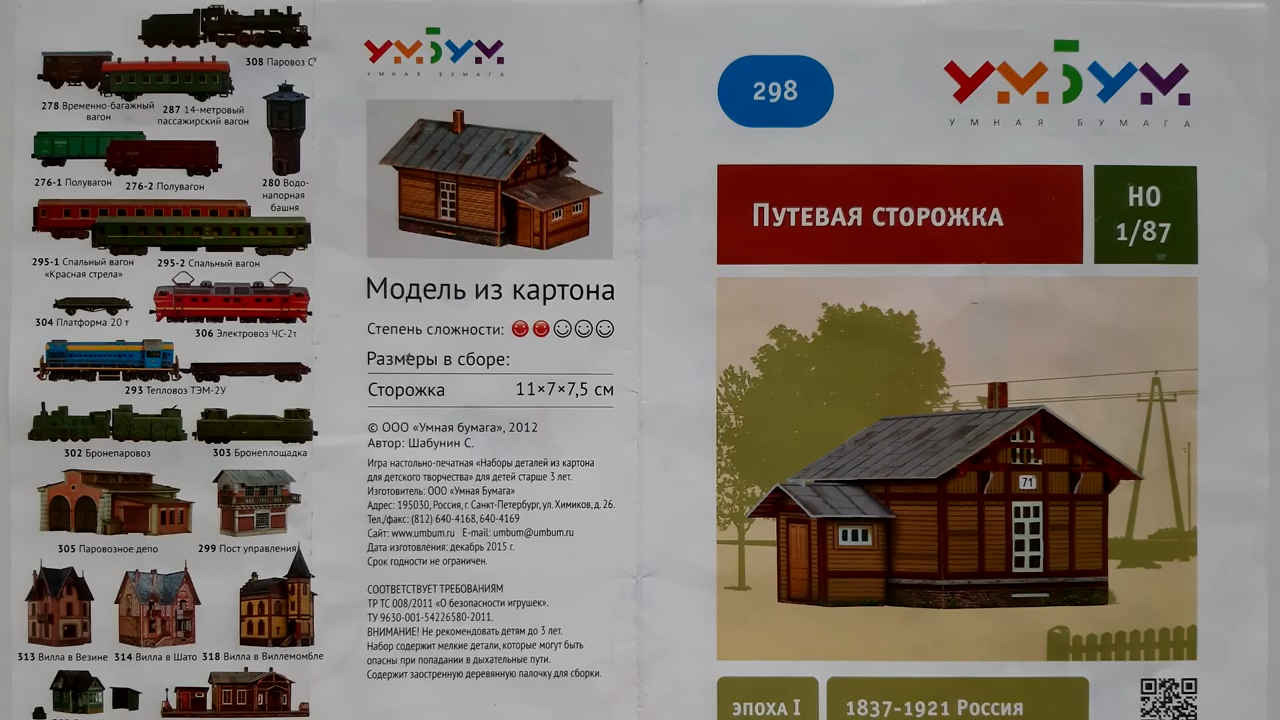 308 Паровоз Су
278 Временно-багажный
вагон
287 14-метровый
пассажирский вагон
276-1 Полувагон
276-2 Полувагон
280 Водо-
напорная
башня
295-1 Спальный вагон
«Красная стрела»
295-2 Спальный вагон
304 Платформа 20 т
306 Электровоз ЧС-2т
293 Тепловоз ТЭМ-2У
302 Бронепаровоз
303 Бронеплощадка
305 Паровозное депо
299 Пост управления
313 Вилла в Везине
314 Вилла в Шато
318 Вилла в Виллемомбле
УМБУМ
УМНАЯ БУМАГА
Модель из картона
Степень сложности:
Размеры в сборе:
Сторожка 11×7×7,5 см
© ООО «Умная бумага», 2012
Автор: Шабунин С.
Игра настольно-печатная «Наборы деталей из картона
для детского творчества» для детей старше 3 лет.
Изготовитель: ООО «Умная Бумага»
Адрес: 195030, Россия, г. Санкт-Петербург, ул. Химиков, д. 26.
Тел./факс: (812) 640-4168, 640-4169
Сайт: www.umbum.ru E-mail: umbum@umbum.ru
Дата изготовления: декабрь 2015 г.
Срок годности не ограничен.
СООТВЕТСТВУЕТ ТРЕБОВАНИЯМ
ТР ТС 008/2011 «О безопасности игрушек».
ТУ 9630-001-54226580-2011.
ВНИМАНИЕ! Не рекомендовать детям до 3 лет.
Набор содержит мелкие детали, которые могут быть
опасны при попадании в дыхательные пути.
Содержит заостренную деревянную палочку для сборки.
298
УМБУМ
УМНАЯ БУМАГА
ПУТЕВАЯ СТОРОЖКА
НО
1/87
71
ЭПОХА I
1837-1921 Россия